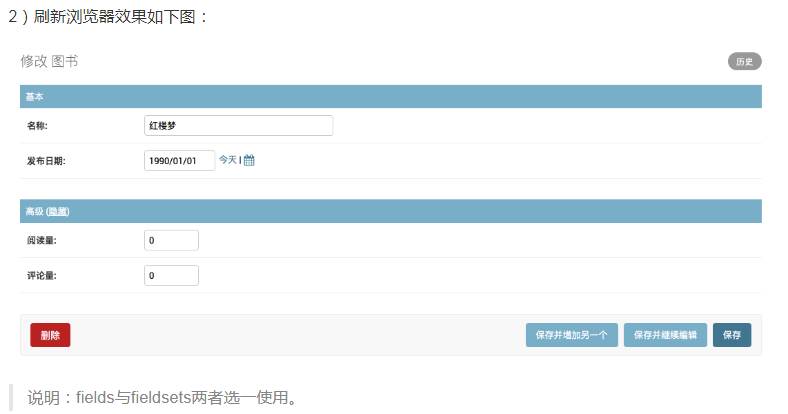 2）刷新浏览器效果如下图：
修改 图书
历史
基本
名称:
红楼梦
发布日期:
1990/01/01
今天 |
高级 (隐藏)
阅读量:
0
评论量:
0
删除
保存并增加另一个
保存并继续编辑
保存
说明：fields与fieldsets两者选一使用。